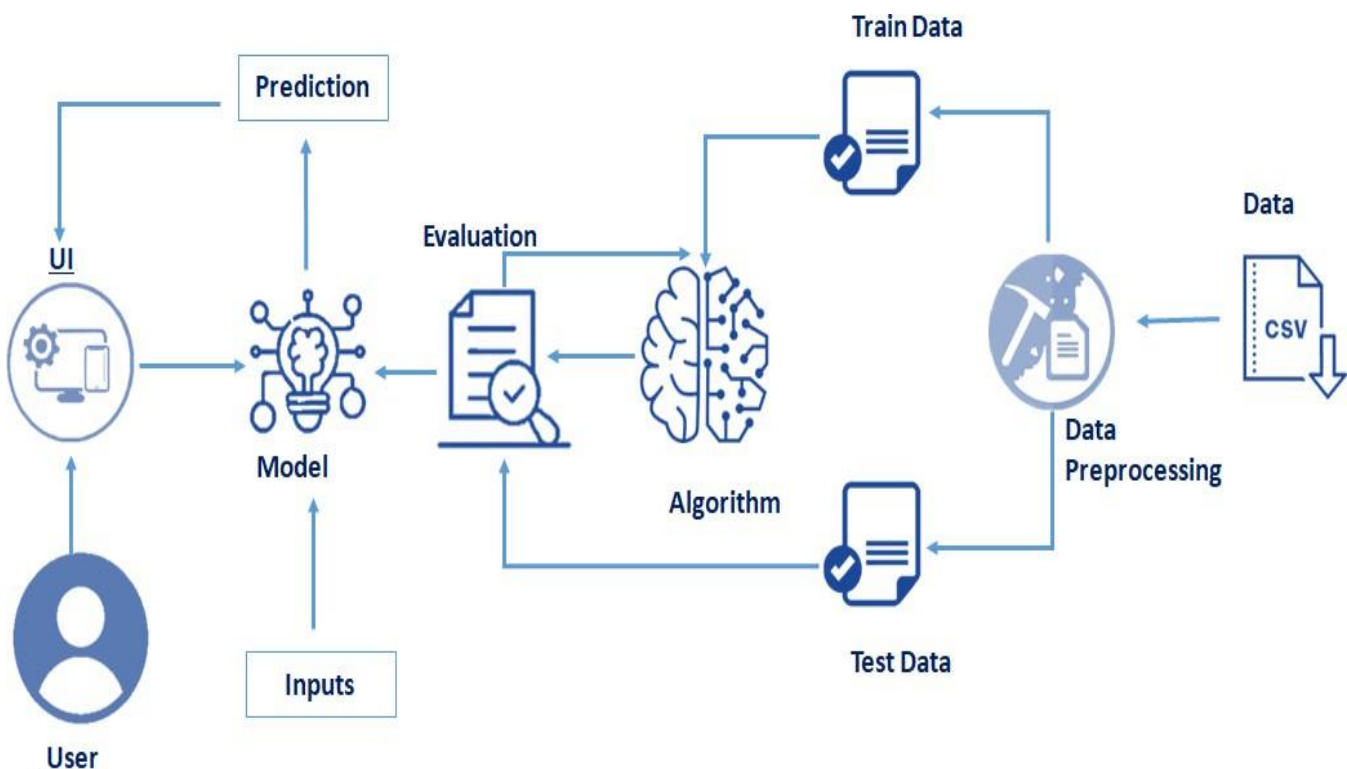 Train Data
Prediction
Data
Evaluation
UI
CSV
Data
Preprocessing
Model
Algorithm
Test Data
Inputs
User